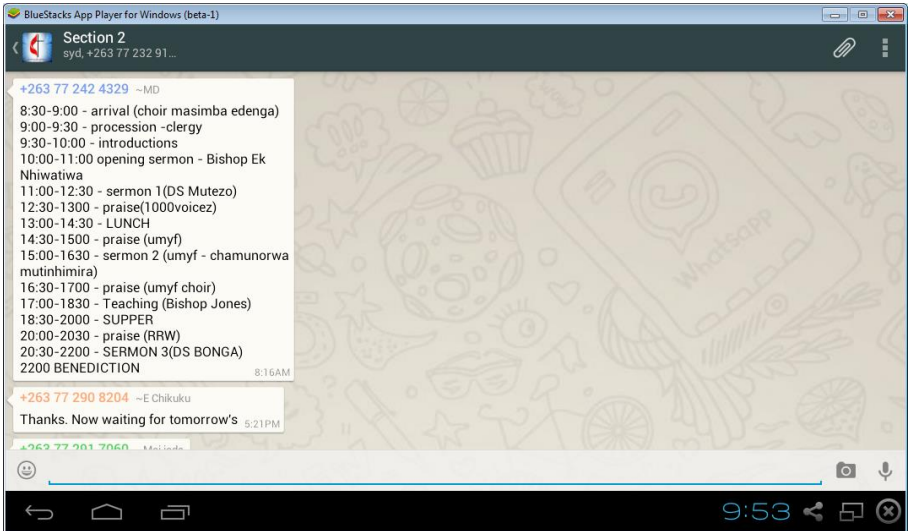 BlueStacks App Player for Windows (beta-1)
Section 2
syd, +263 77 232 91...
+263 77 242 4329 ~MD
8:30-9:00 - arrival (choir masimba edenga)
9:00-9:30 - procession -clergy
9:30-10:00 - introductions
10:00-11:00 opening sermon - Bishop Ek
Nhiwatiwa
11:00-12:30 - sermon 1(DS Mutezo)
12:30-1300 - praise(1000voicez)
13:00-14:30 - LUNCH
14:30-1500 - praise (umyf)
15:00-1630 - sermon 2 (umyf - chamunorwa
mutinhimira)
16:30-1700 - praise (umyf choir)
17:00-1830 - Teaching (Bishop Jones)
18:30-2000 - SUPPER
20:00-2030 - praise (RRW)
20:30-2200 - SERMON 3(DS BONGA)
2200 BENEDICTION
8:16AM
+263 77 290 8204 ~E Chikuku
Thanks. Now waiting for tomorrow's 5:21PM
+263 77 291 7060
WhatsApp
9:53